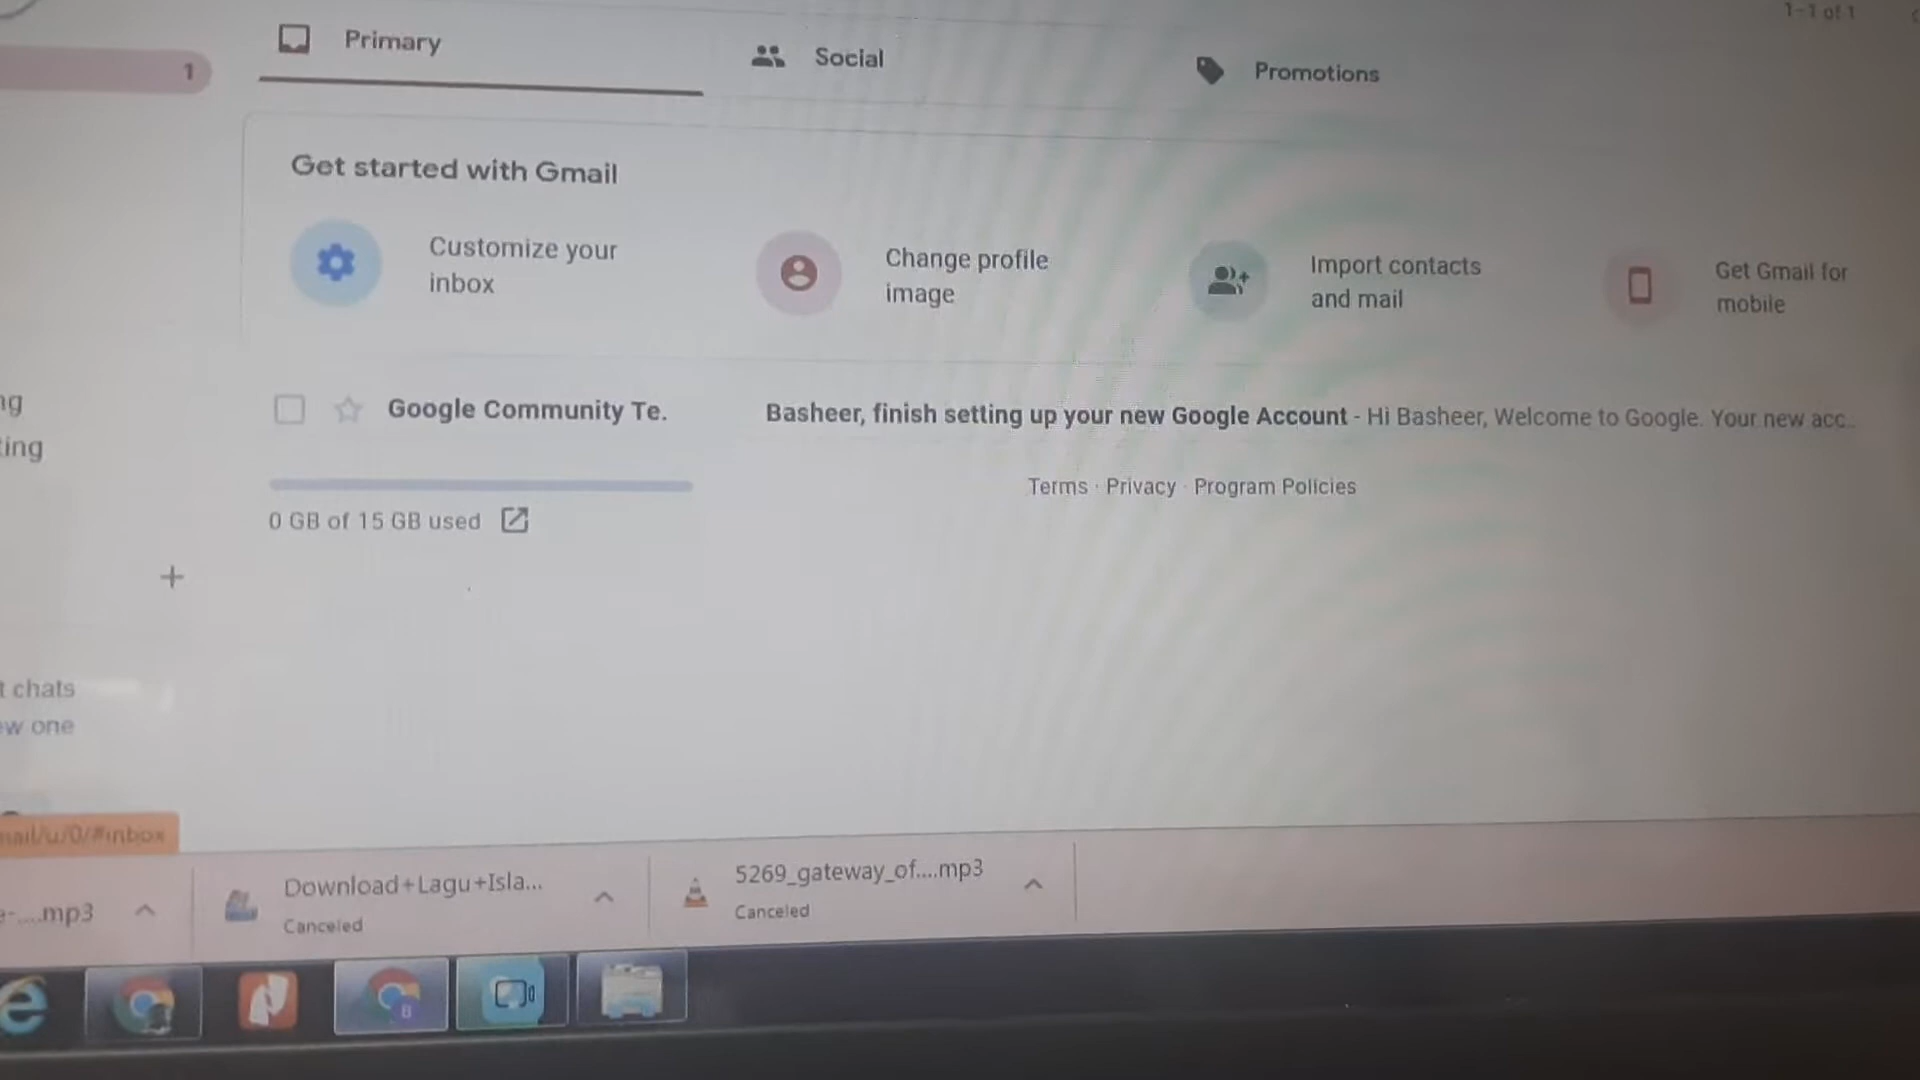 1-1 of 1
Primary
Social
Promotions
1
Get started with Gmail
Customize your
inbox
Change profile
image
Import contacts
and mail
Get Gmail for
mobile
ng
Google Community Te.
Basheer, finish setting up your new Google Account - Hi Basheer, Welcome to Google. Your new acc..
ting
Terms · Privacy · Program Policies
0 GB of 15 GB used
+
t chats
ew one
mail/u/0/#inbox
e-....mp3
Download+Lagu+Isla...
Canceled
5269_gateway_of....mp3
Canceled
B